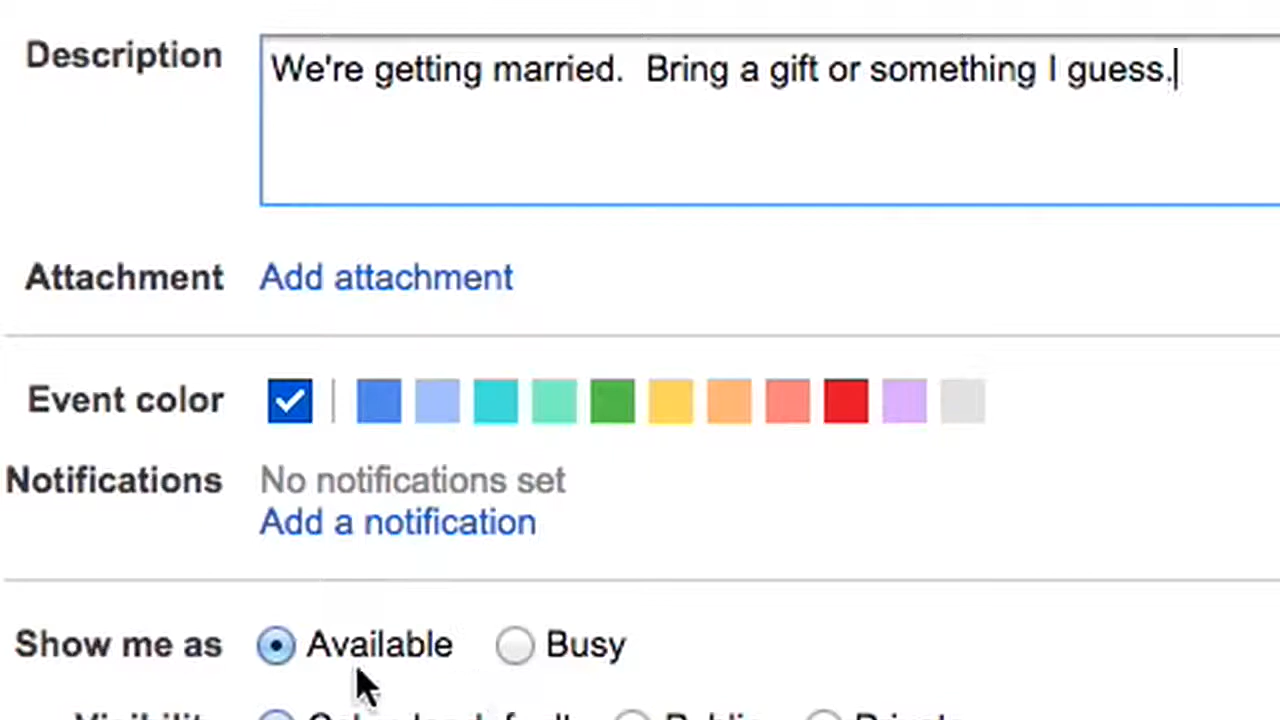 Description
We're getting married.  Bring a gift or something I guess.
Attachment Add attachment
Event color
Notifications No notifications set
Add a notification
Show me as Available Busy